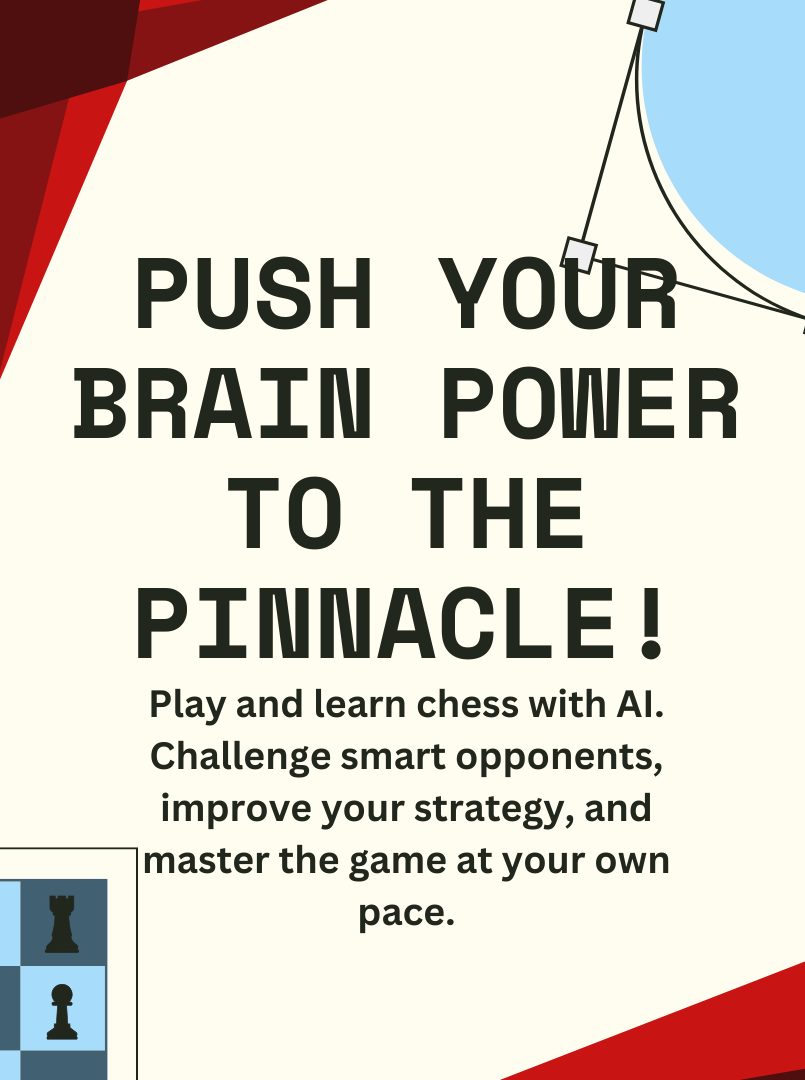 PUSH YOUR
BRAIN POWER
TO THE
PINNACLE!
Play and learn chess with AI.
Challenge smart opponents,
improve your strategy, and
master the game at your own
pace.